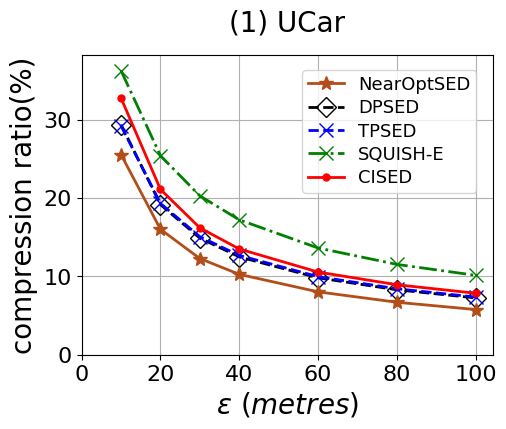 (1) UCar
compression ratio(%)
30
20
10
0
0 20 40 60 80 100
ε (metres)
NearOptSED
DPSED
TPSED
SQUISH-E
CISED